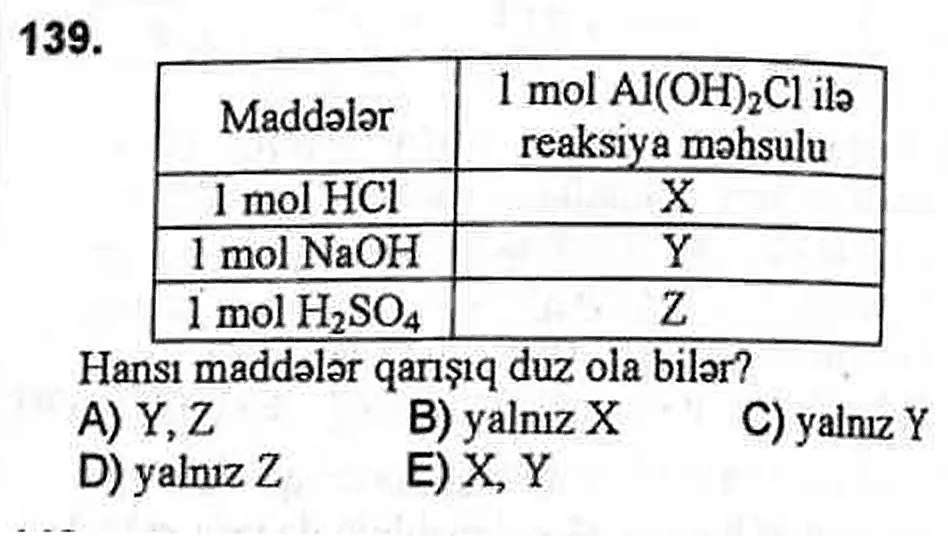 139.
Maddələr
1 mol Al(OH)₂Cl ilə
reaksiya məhsulu
1 mol HCl
X
1 mol NaOH
Y
1 mol H₂SO₄
Z
Hansı maddələr qarışıq duz ola bilər?
A) Y, Z B) yalnız X C) yalnız Y
D) yalnız Z E) X, Y